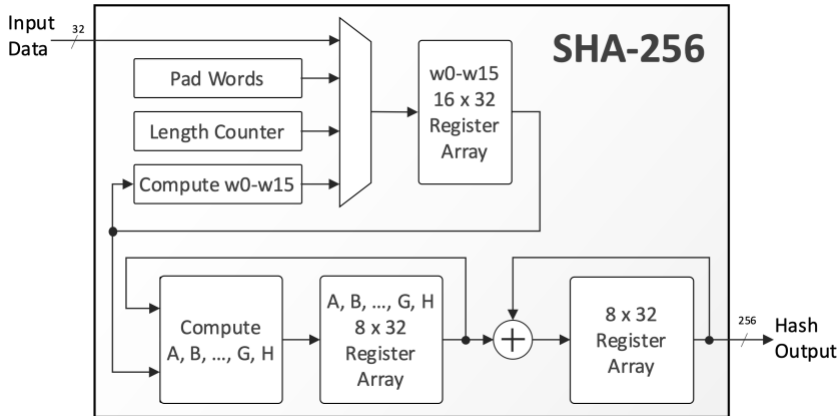 Input
Data
32
SHA-256
Pad Words
Length Counter
Compute w0-w15
w0-w15
16 x 32
Register
Array
Compute
A, B, ..., G, H
A, B, ..., G, H
8 x 32
Register
Array
+
8 x 32
Register
Array
256
Hash
Output